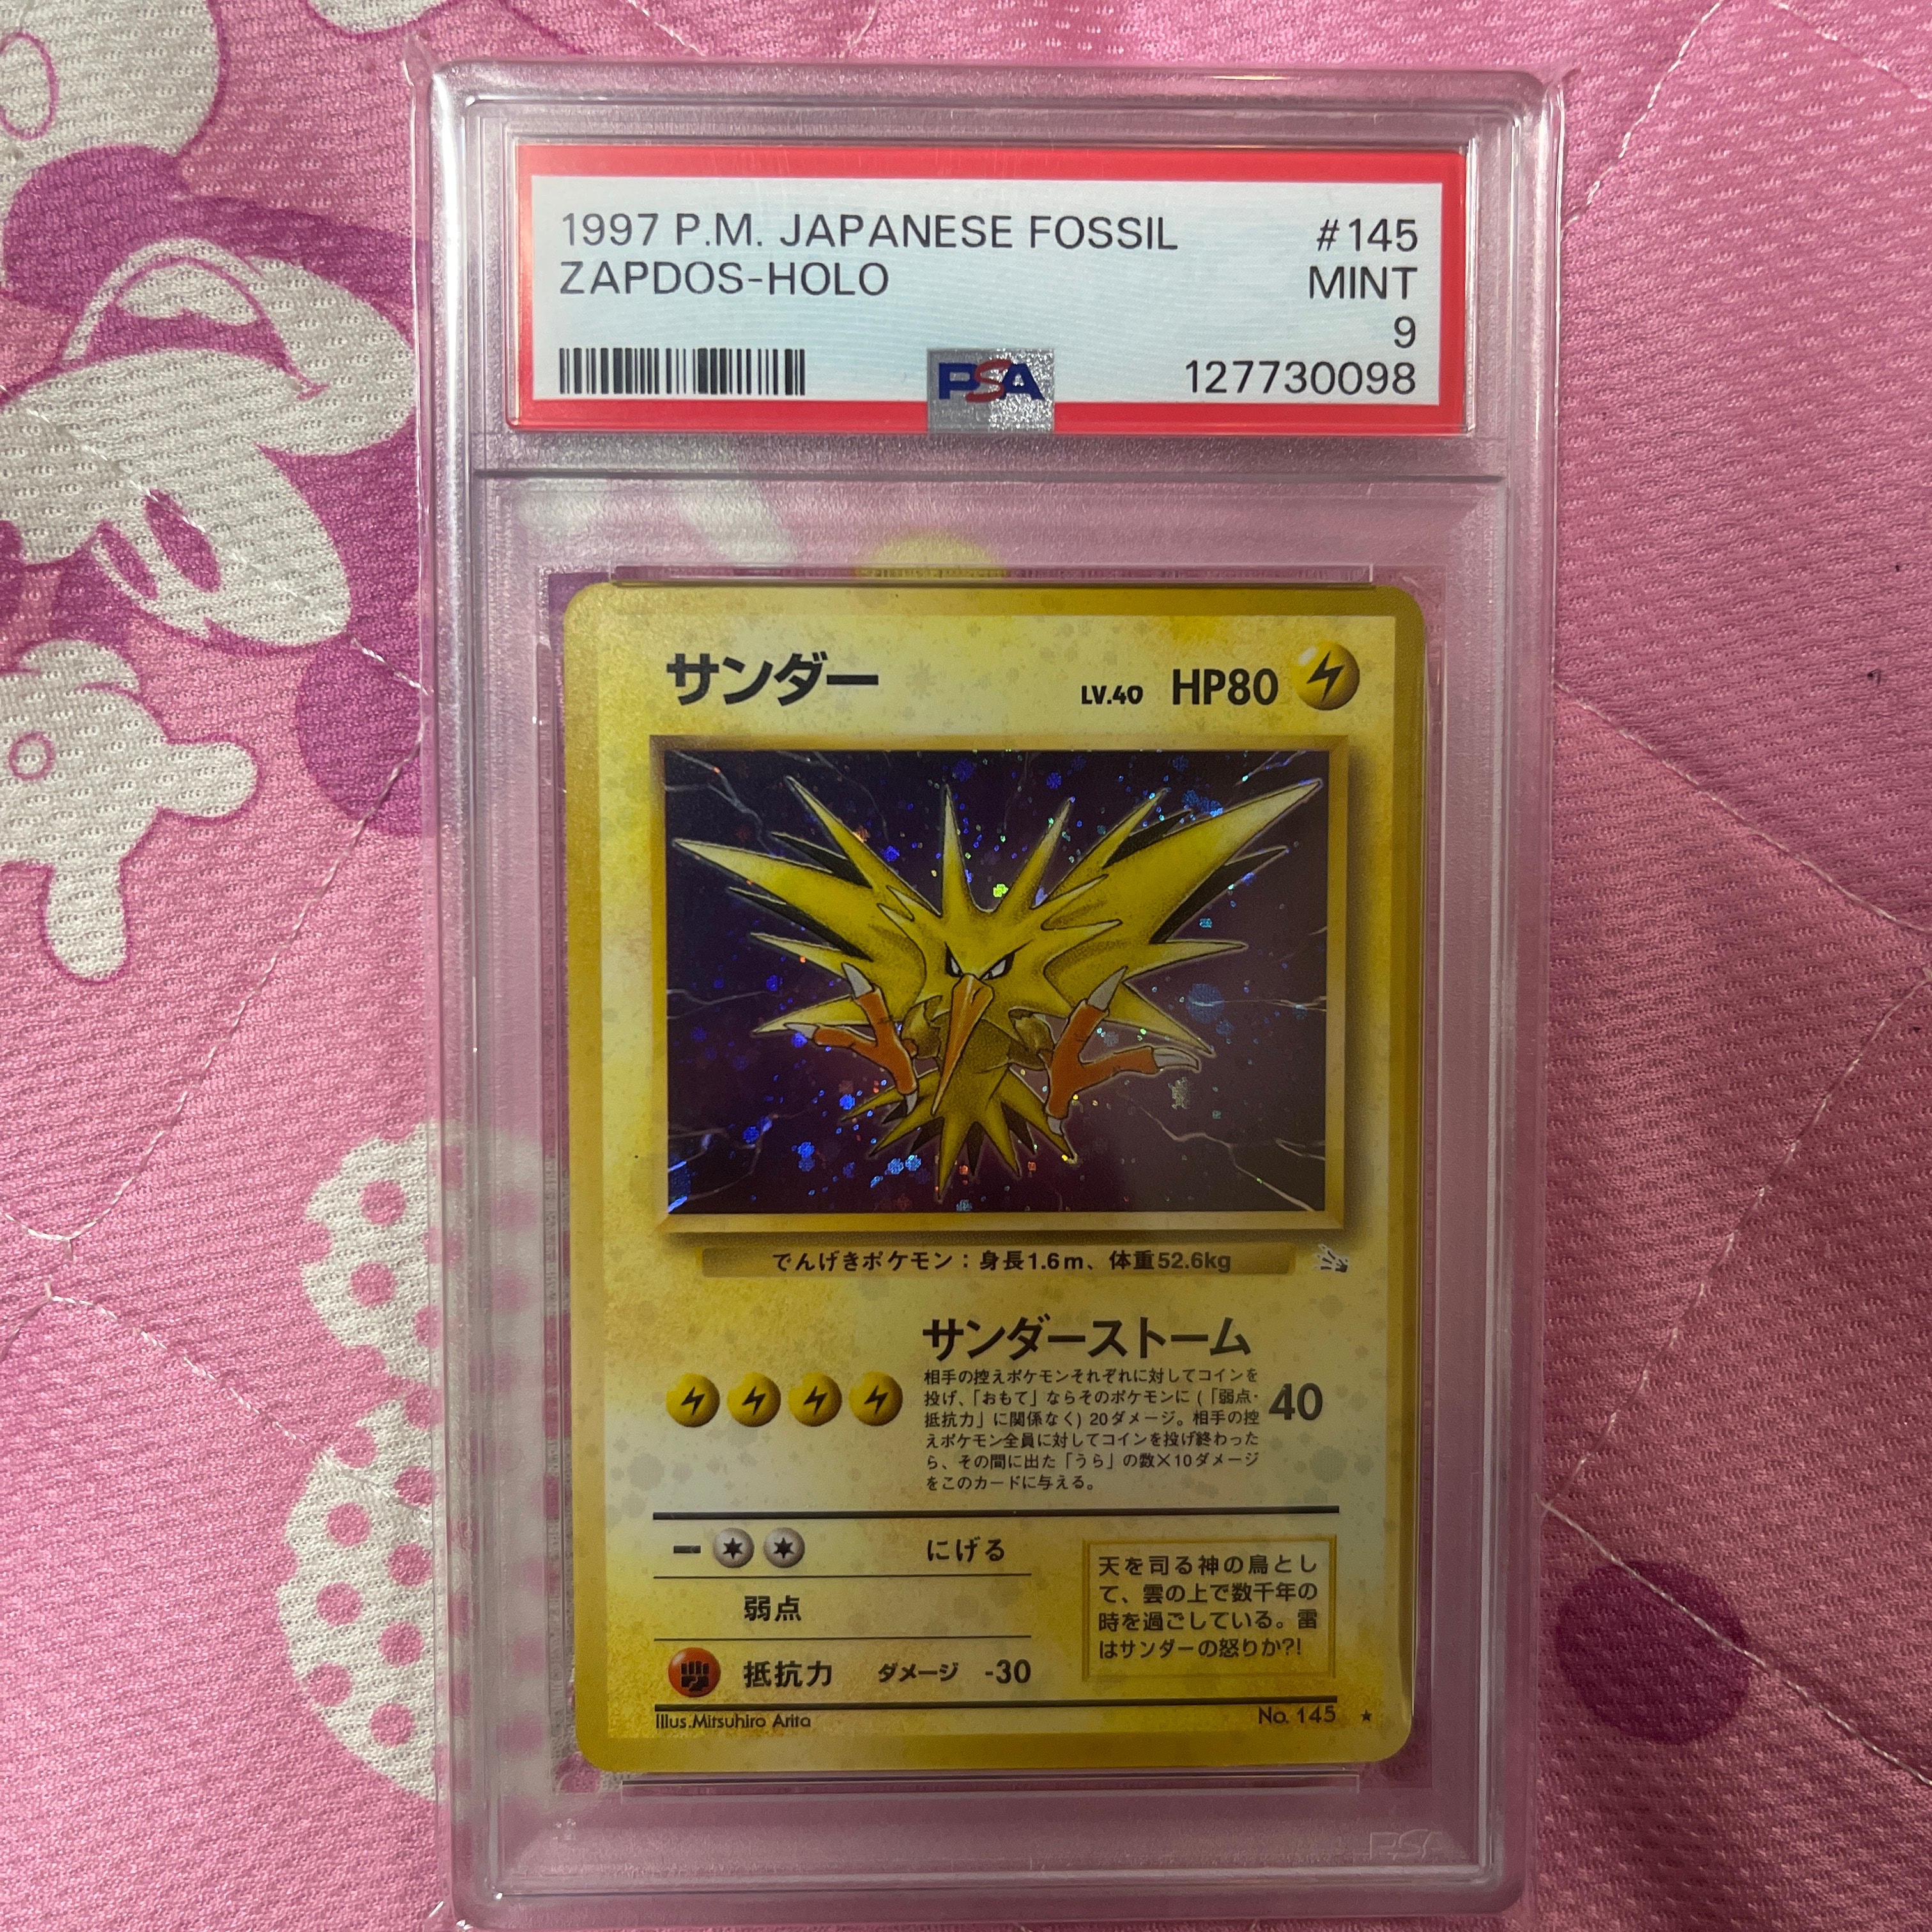 1997 P.M. JAPANESE FOSSIL #145
ZAPDOS-HOLO MINT
9
PSA 127730098
サンダー LV.40 HP80
でんげきポケモン：身長1.6m、体重52.6kg
サンダーストーム
相手の控えポケモンそれぞれに対してコインを
投げ、「おもて」ならそのポケモンに (「弱点・
抵抗力」に関係なく) 20ダメージ。相手の控
えポケモン全員に対してコインを投げ終わった
ら、その間に出た「うら」の数×10ダメージ
をこのカードに与える。
40
にげる
弱点
抵抗力 ダメージ -30
天を司る神の鳥とし
て、雲の上で数千年の
時を過ごしている。雷
はサンダーの怒りか?!
Illus.Mitsuhiro Arita No. 145 ★
PSA